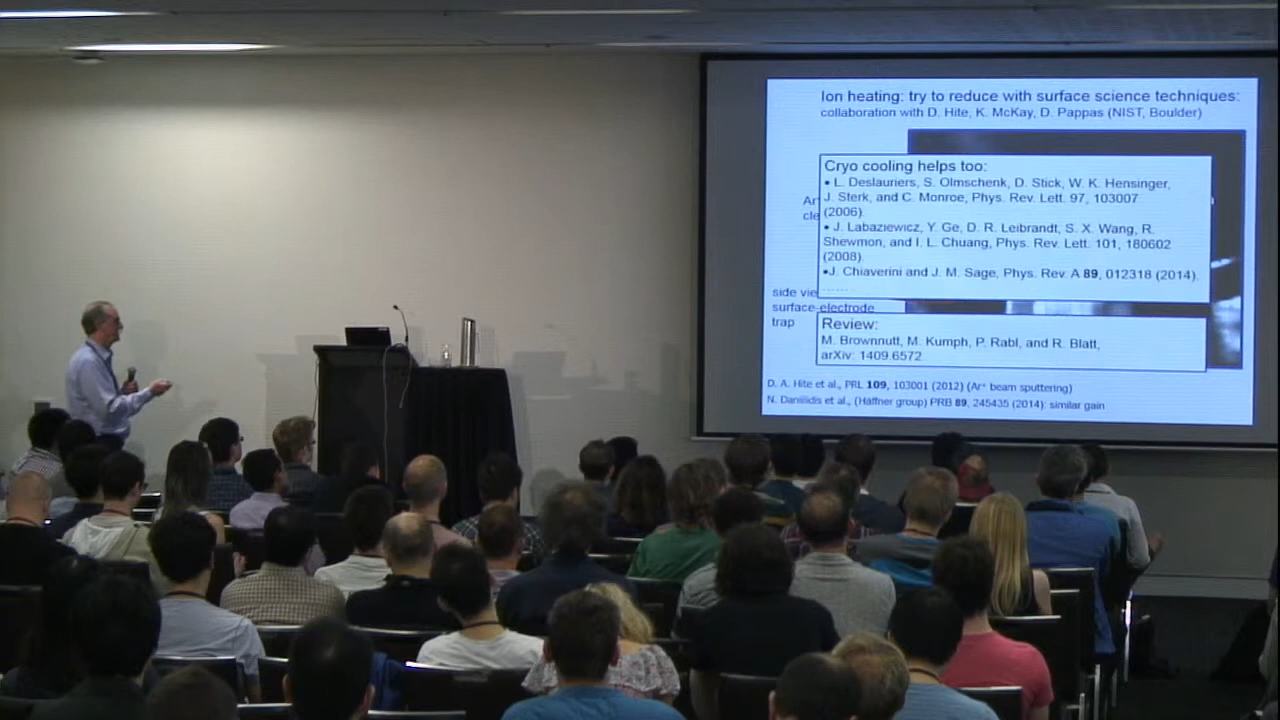 Ion heating: try to reduce with surface science techniques:
collaboration with D. Hite, K. McKay, D. Pappas (NIST, Boulder)
Cryo cooling helps too:
• L. Deslauriers, S. Olmschenk, D. Stick, W. K. Hensinger,
J. Sterk, and C. Monroe, Phys. Rev. Lett. 97, 103007
(2006).
• J. Labaziewicz, Y. Ge, D. R. Leibrandt, S. X. Wang, R.
Shewmon, and I. L. Chuang, Phys. Rev. Lett. 101, 180602
(2008).
•J. Chiaverini and J. M. Sage, Phys. Rev. A 89, 012318 (2014).
......
side vie
surface-electrode
trap
Review:
M. Brownnutt, M. Kumph, P. Rabl, and R. Blatt,
arXiv: 1409.6572
D. A. Hite et al., PRL 109, 103001 (2012) (Ar⁺ beam sputtering)
N. Daniilidis et al., (Häffner group) PRB 89, 245435 (2014): similar gain